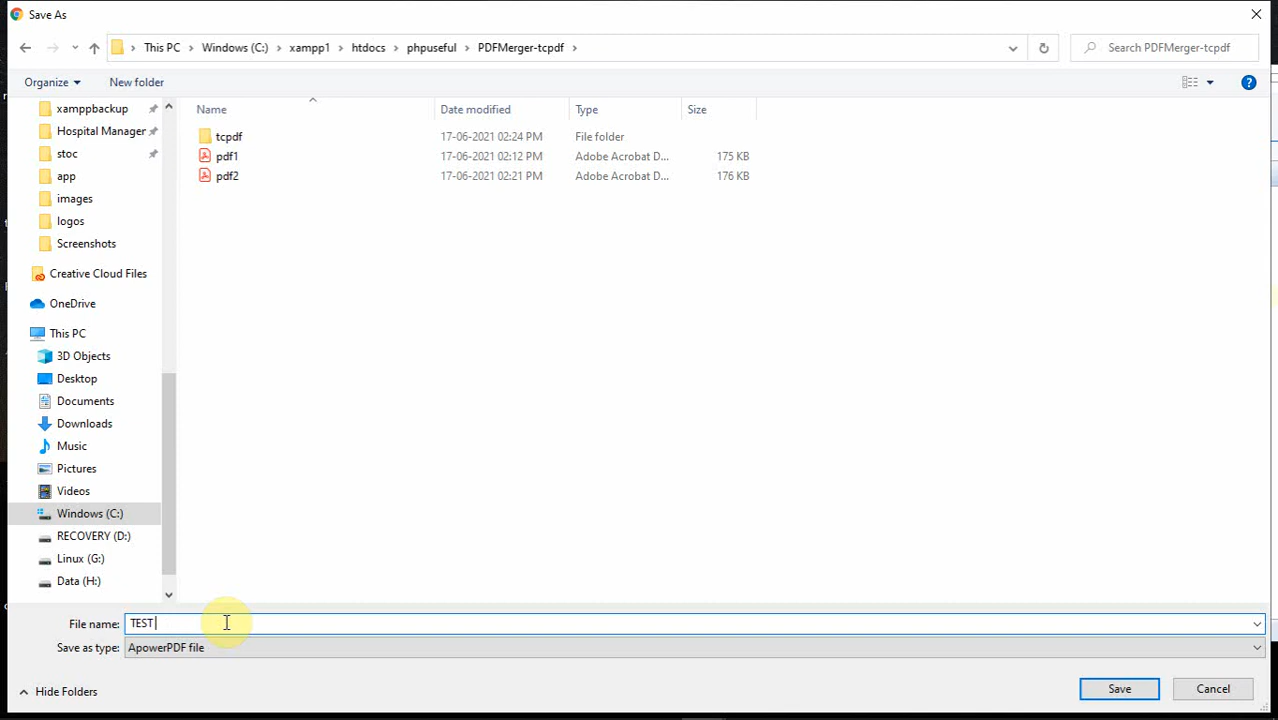 Save As
This PC > Windows (C:) > xampp1 > htdocs > phpuseful > PDFMerger-tcpdf >
Search PDFMerger-tcpdf
Organize
New folder
Name
Date modified
Type
Size
xamppbackup
Hospital Manager
stoc
app
images
logos
Screenshots
Creative Cloud Files
OneDrive
This PC
3D Objects
Desktop
Documents
Downloads
Music
Pictures
Videos
Windows (C:)
RECOVERY (D:)
Linux (G:)
Data (H:)
tcpdf 17-06-2021 02:24 PM File folder
pdf1 17-06-2021 02:12 PM Adobe Acrobat D... 175 KB
pdf2 17-06-2021 02:21 PM Adobe Acrobat D... 176 KB
File name: TEST
Save as type: ApowerPDF file
Hide Folders
Save
Cancel